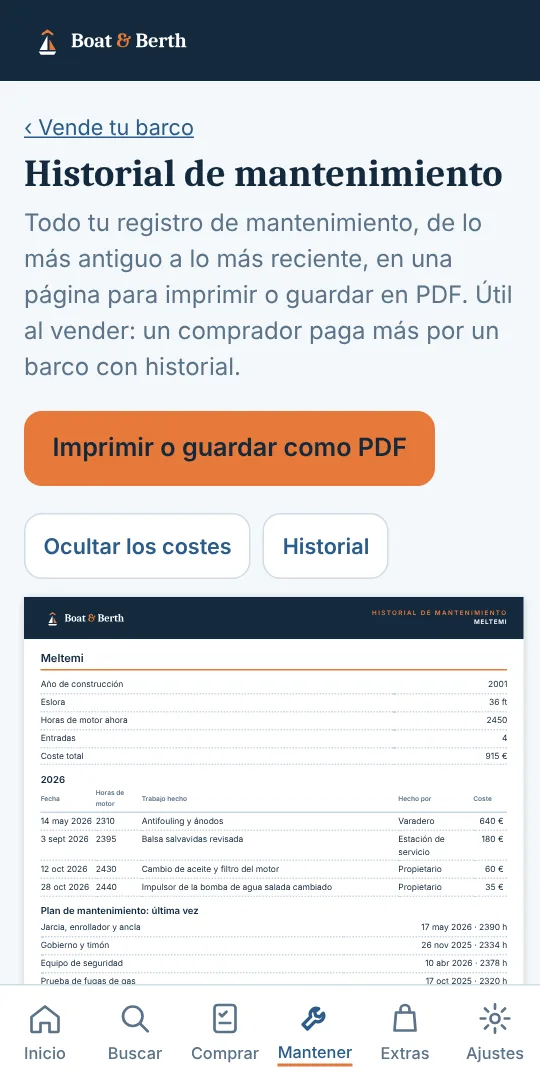 Boat & Berth
‹ Vende tu barco
Historial de mantenimiento
Todo tu registro de mantenimiento, de lo
más antiguo a lo más reciente, en una
página para imprimir o guardar en PDF. Útil
al vender: un comprador paga más por un
barco con historial.
Imprimir o guardar como PDF
Ocultar los costes
Historial
Boat & Berth
HISTORIAL DE MANTENIMIENTO
MELTEMI
Meltemi
Año de construcción 2001
Eslora 36 ft
Horas de motor ahora 2450
Entradas 4
Coste total 915 €
2026
Fecha Horas de motor Trabajo hecho Hecho por Coste
14 may 2026 2310 Antifouling y ánodos Varadero 640 €
3 sept 2026 2395 Balsa salvavidas revisada Estación de servicio 180 €
12 oct 2026 2430 Cambio de aceite y filtro del motor Propietario 60 €
28 oct 2026 2440 Impulsor de la bomba de agua salada cambiado Propietario 35 €
Plan de mantenimiento: última vez
Jarcia, enrollador y ancla 17 may 2026 · 2390 h
Gobierno y timón 26 nov 2025 · 2334 h
Equipo de seguridad 10 abr 2026 · 2378 h
Prueba de fugas de gas 17 oct 2025 · 2320 h
Inicio
Buscar
Comprar
Mantener
Extras
Ajustes